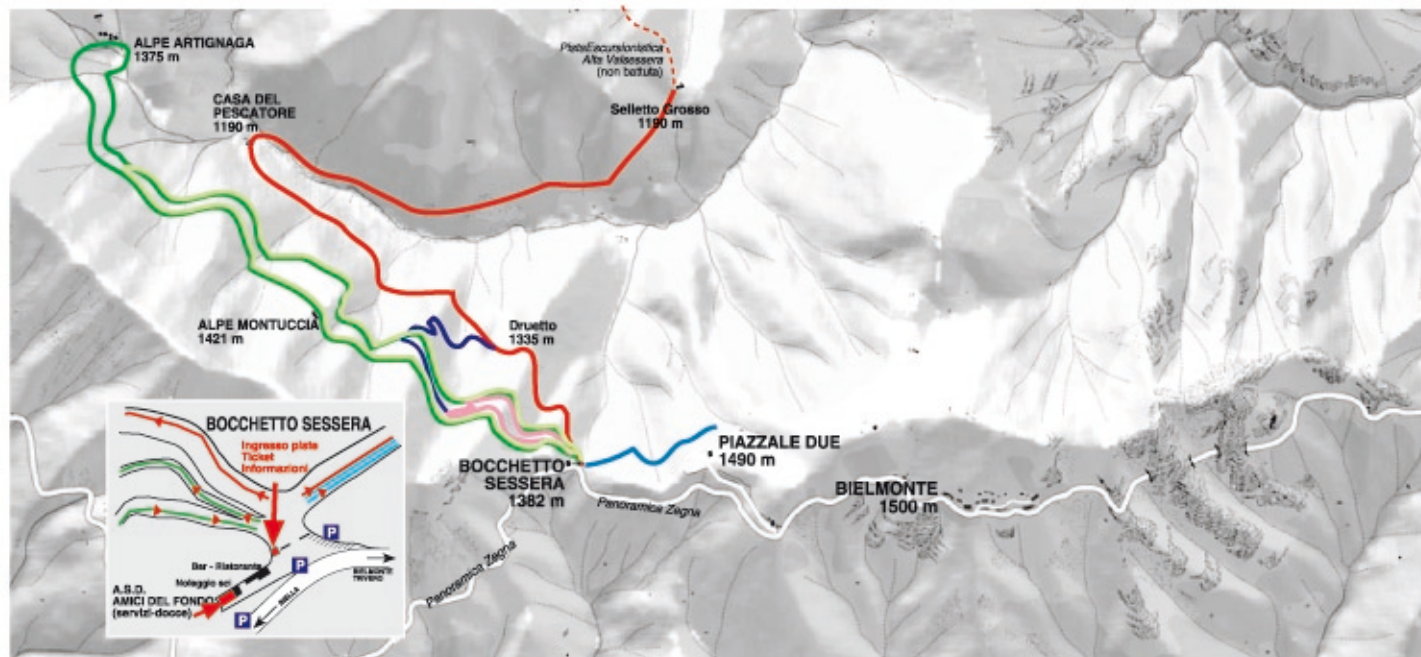 ALPE ARTIGNAGA
1375 m
PistaEscursionistica
Alta Valsessera
(non battuta)
CASA DEL
PESCATORE
1190 m
Selletto Grosso
1190 m
ALPE MONTUCCIA
1421 m
Druetto
1335 m
PIAZZALE DUE
1490 m
BOCCHETTO
SESSERA
1382 m
BIELMONTE
1500 m
Panoramica Zegna
Panoramica Zegna
BOCCHETTO SESSERA
Ingresso piste
Ticket
Informazioni
P
Bar - Ristorante
P
BIELMONTE
TRIVERO
Noleggio sci
A.S.D.
AMICI DEL FONDO
(servizi-docce)
BIELLA
P